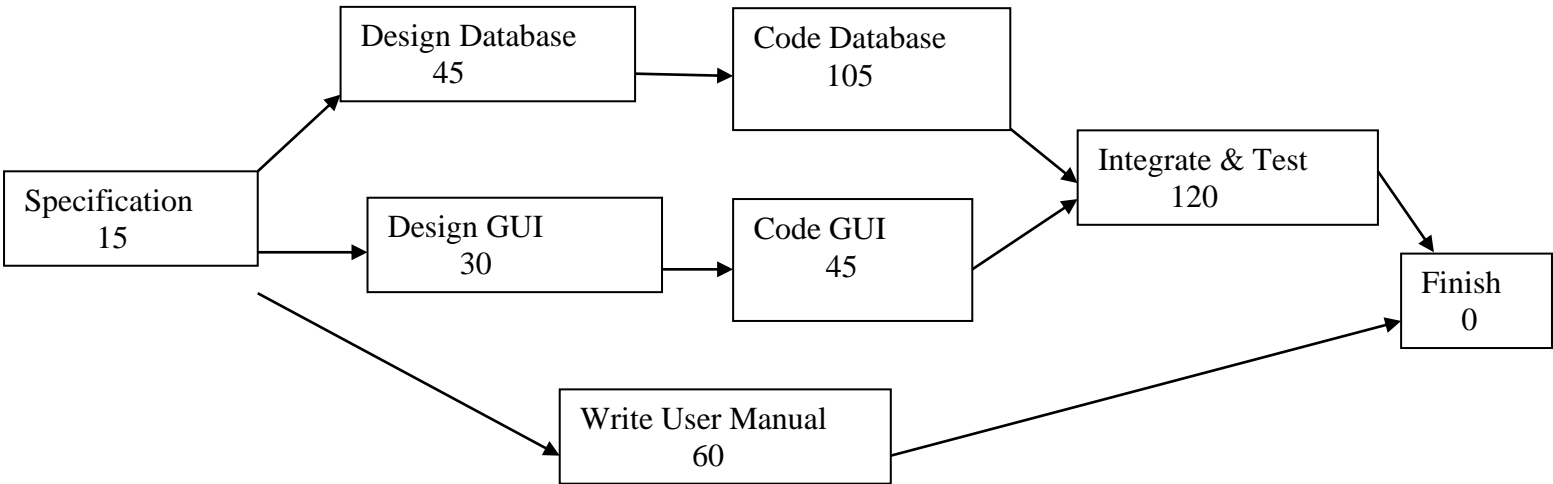 Design Database
45
Code Database
105
Integrate & Test
120
Specification
15
Design GUI
30
Code GUI
45
Finish
0
Write User Manual
60